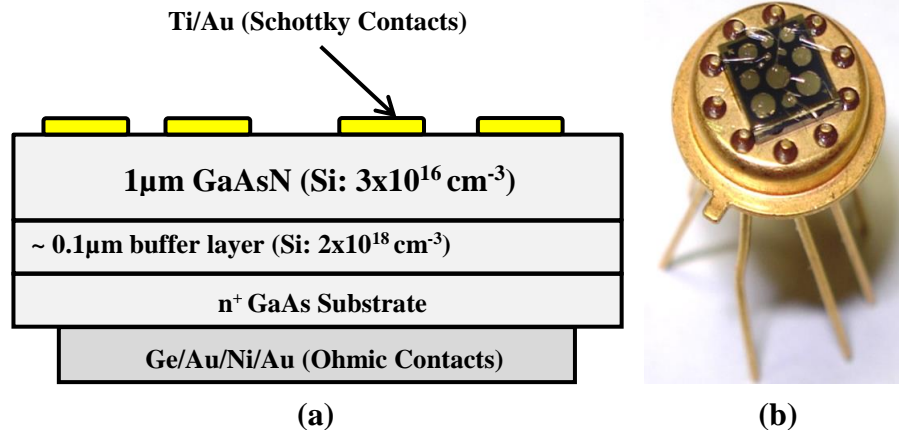 Ti/Au (Schottky Contacts)
1μm GaAsN (Si: 3x10¹⁶ cm⁻³)
~ 0.1μm buffer layer (Si: 2x10¹⁸ cm⁻³)
n⁺ GaAs Substrate
Ge/Au/Ni/Au (Ohmic Contacts)
(a)
(b)